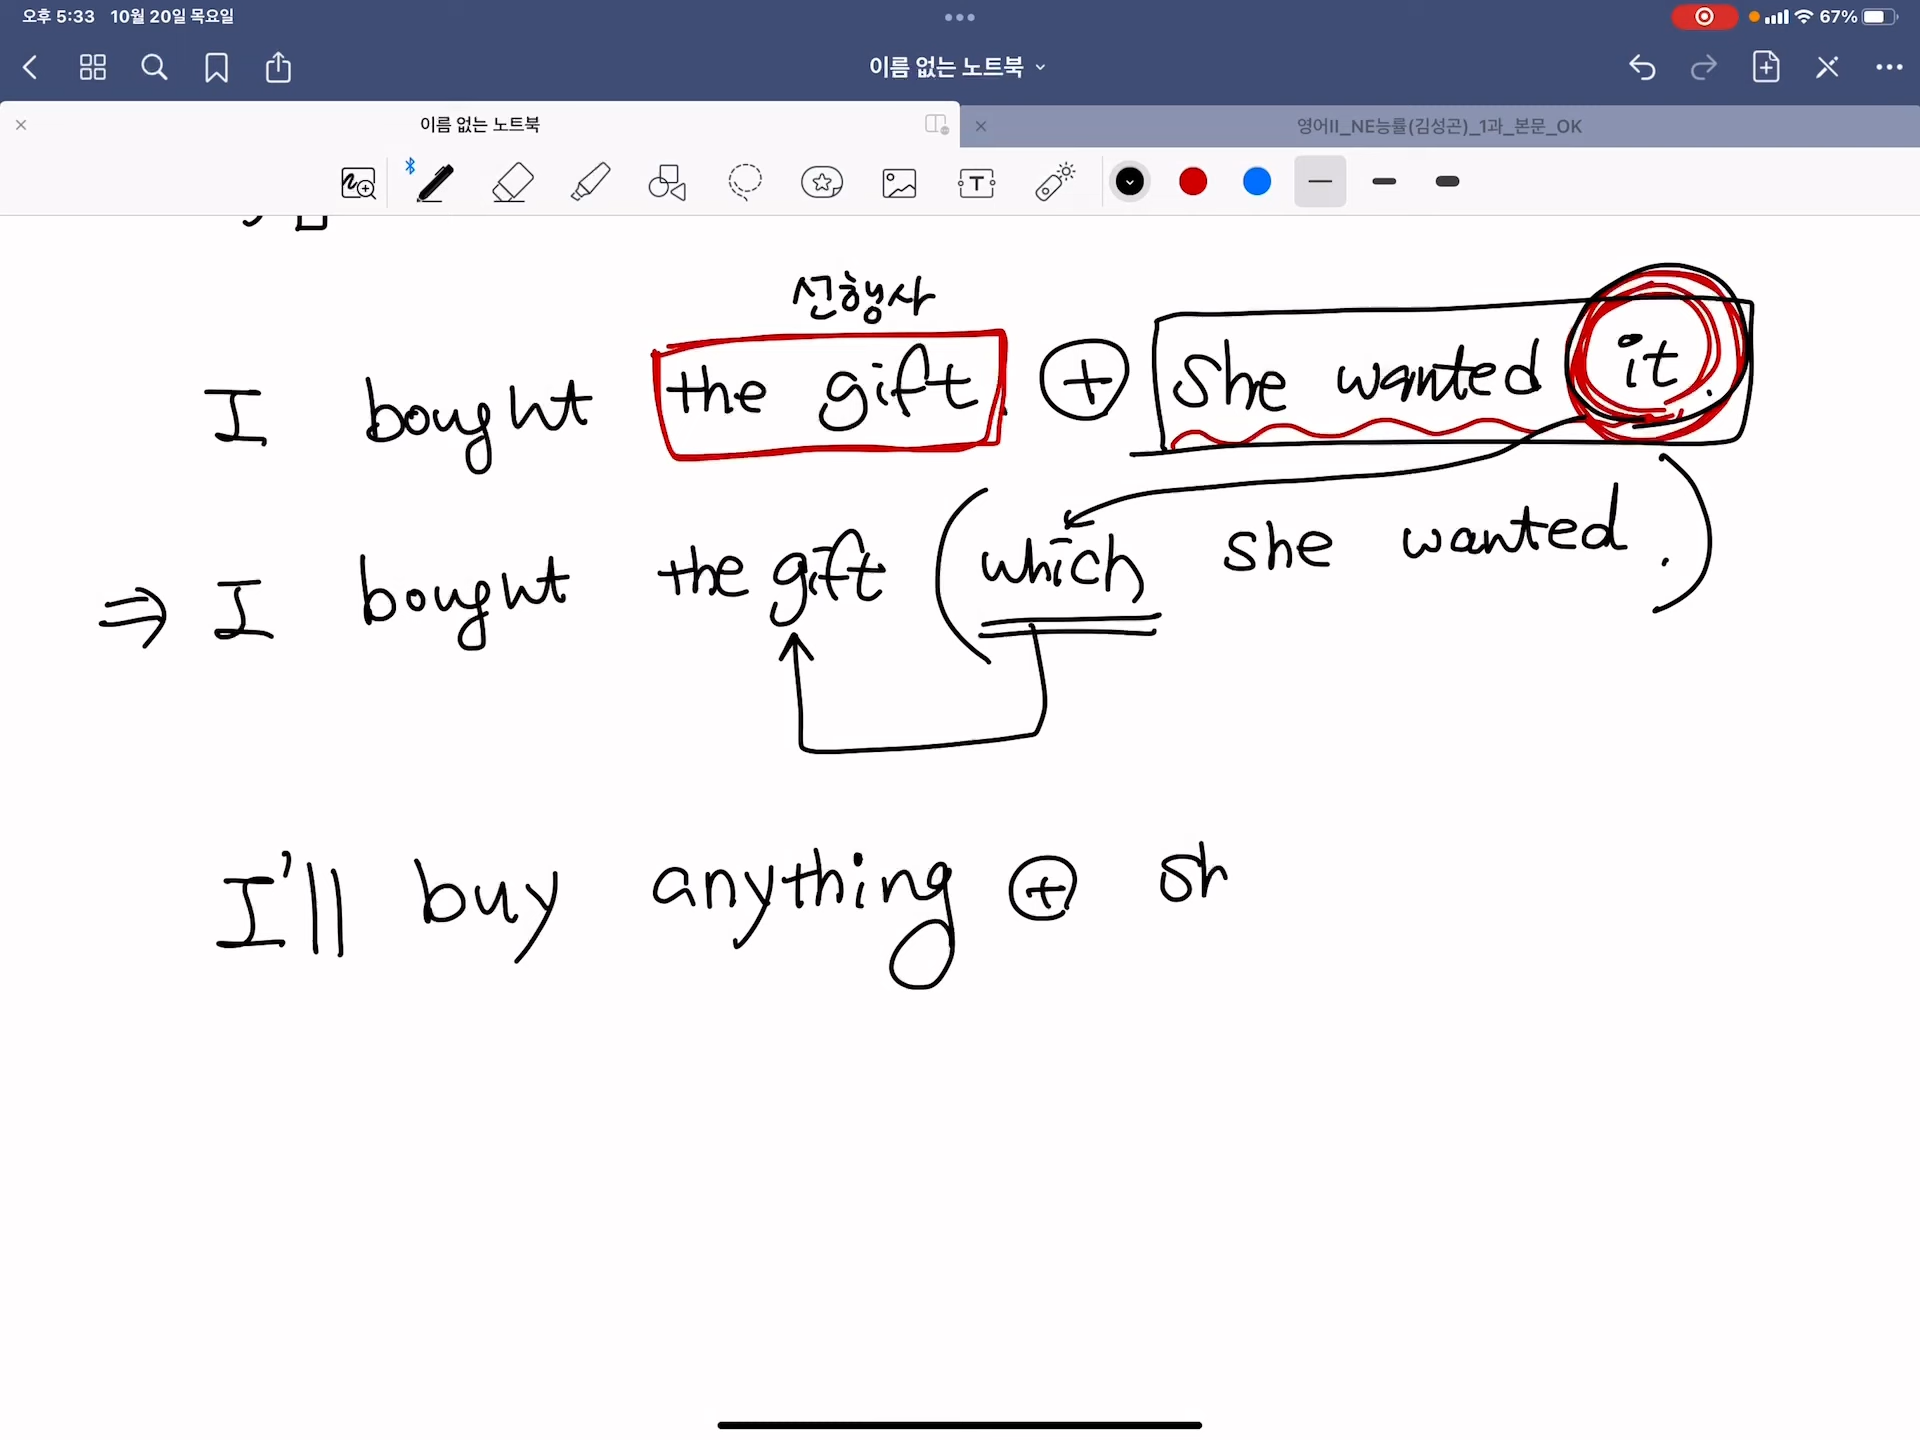 오후 5:33 10월 20일 목요일
67%
이름 없는 노트북
이름 없는 노트북
영어II_NE능률(김성곤)_1과_본문_OK
T
선행사
I bought the gift + She wanted it.
⇒ I bought the gift (which she wanted.)
I'll buy anything + sh